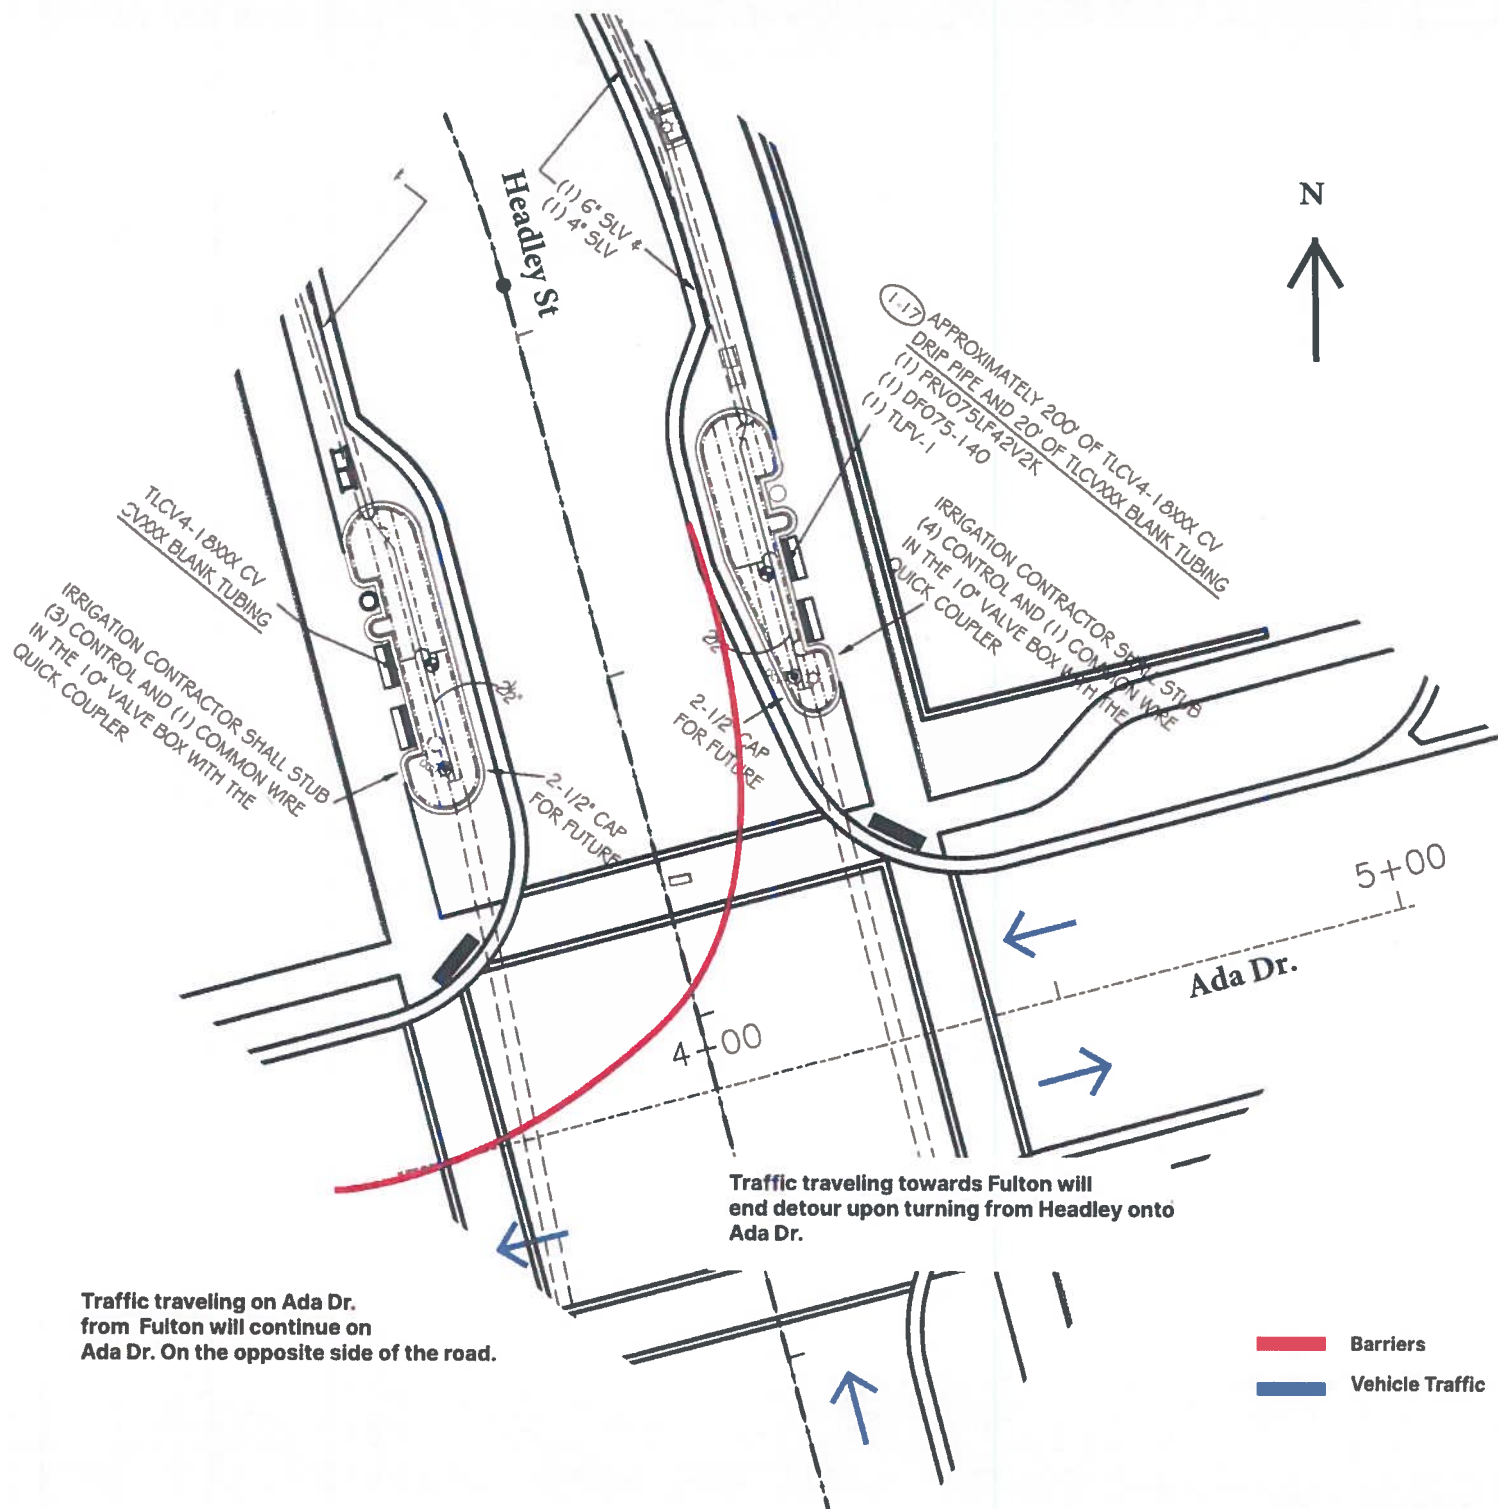 Headley St
(1) 6" SLV &
(1) 4" SLV
N
1-17
APPROXIMATELY 200' OF TLCV4-18XXX CV
DRIP PIPE AND 20' OF TLCVXXX BLANK TUBING
(1) PRV075LF42V2K
(1) DF075-140
(1) TLFV-1
TLCV4-18XXX CV
CVXXX BLANK TUBING
IRRIGATION CONTRACTOR SHALL STUB
(3) CONTROL AND (1) COMMON WIRE
IN THE 10" VALVE BOX WITH THE
QUICK COUPLER
IRRIGATION CONTRACTOR SHALL STUB
(4) CONTROL AND (1) COMMON WIRE
IN THE 10" VALVE BOX WITH THE
QUICK COUPLER
2-1/2" CAP
FOR FUTURE
2-1/2" CAP
FOR FUTURE
5+00
Ada Dr.
4+00
Traffic traveling towards Fulton will
end detour upon turning from Headley onto
Ada Dr.
Traffic traveling on Ada Dr.
from Fulton will continue on
Ada Dr. On the opposite side of the road.
Barriers
Vehicle Traffic